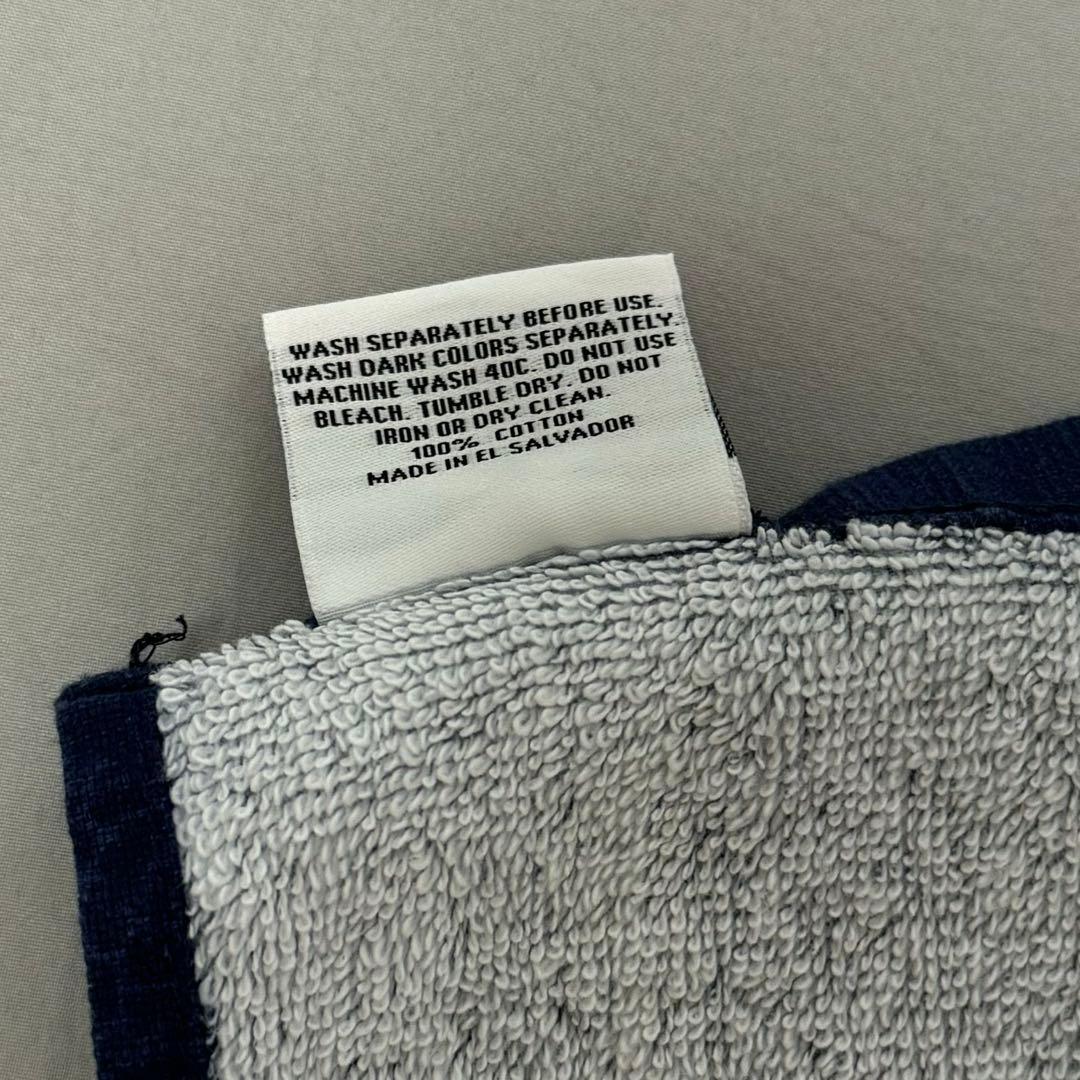 WASH SEPARATELY BEFORE USE.
WASH DARK COLORS SEPARATELY.
MACHINE WASH 40C. DO NOT USE
BLEACH. TUMBLE DRY. DO NOT
IRON OR DRY CLEAN.
100% COTTON
MADE IN EL SALVADOR